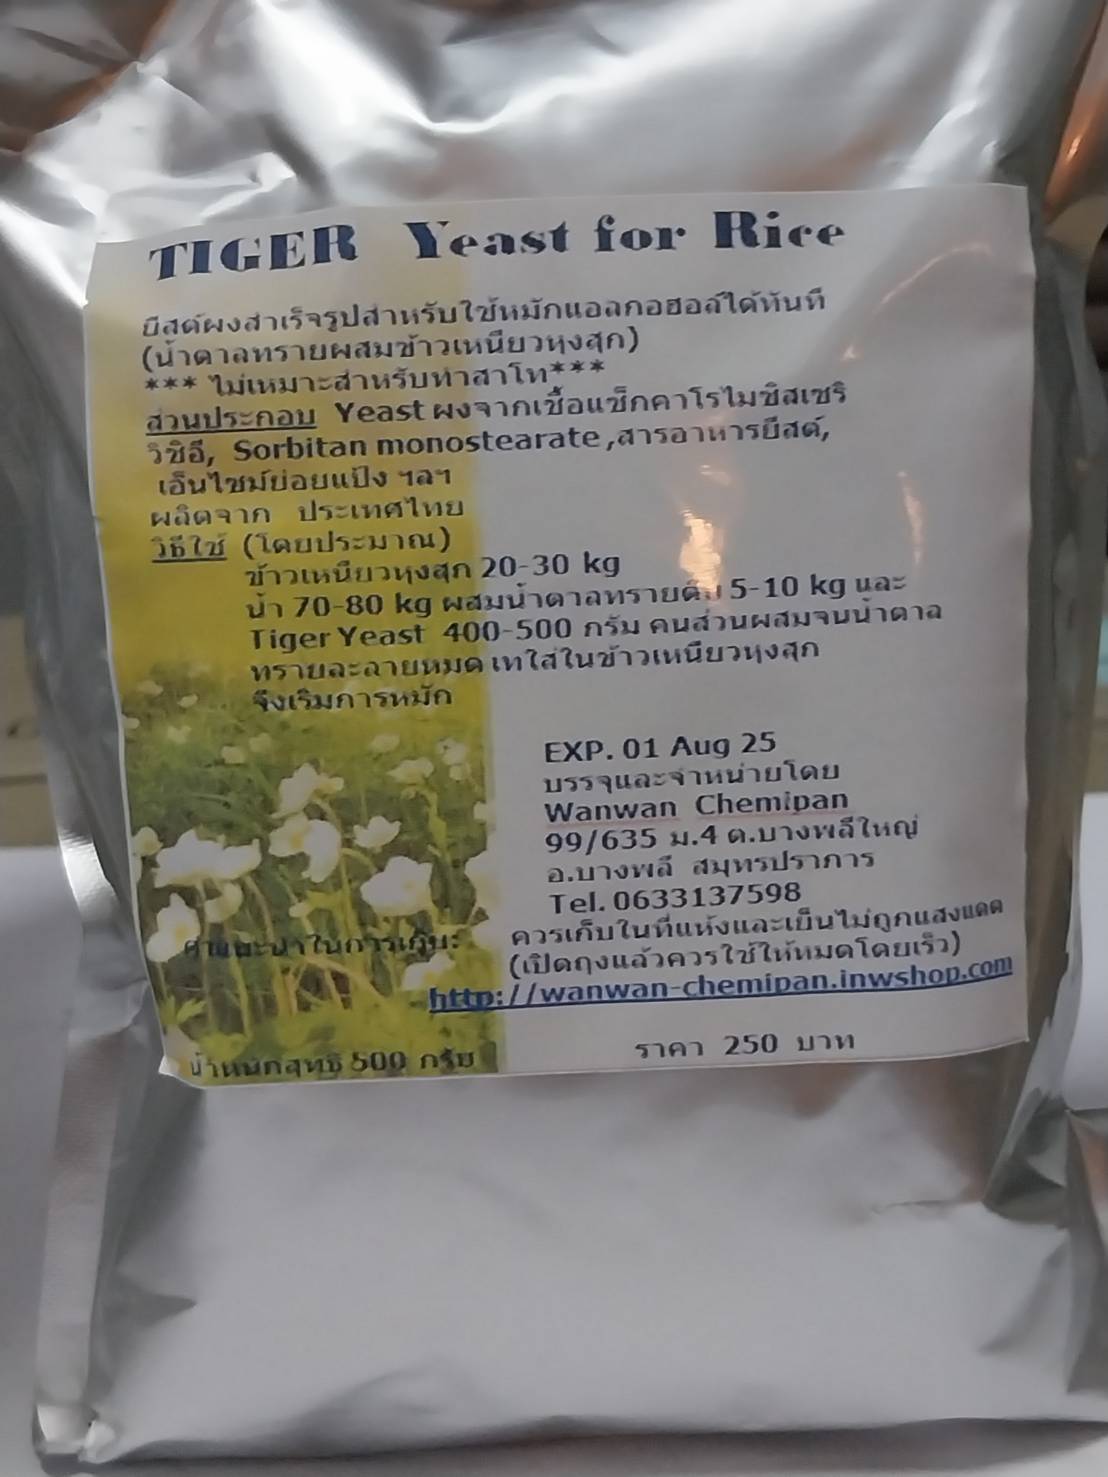 TIGER Yeast for Rice
ยีสต์ผงสำเร็จรูปสำหรับใช้หมักแอลกอฮอล์ได้ทันที
(น้ำตาลทรายผสมข้าวเหนียวหุงสุก)
*** ไม่เหมาะสำหรับทำสาโท***
ส่วนประกอบ Yeast ผงจากเชื้อแซ็กคาโรไมซิสเซริ
วิซิอี, Sorbitan monostearate ,สารอาหารยีสต์,
เอ็นไซม์ย่อยแป้ง ฯลฯ
ผลิตจาก ประเทศไทย
วิธีใช้ (โดยประมาณ)
ข้าวเหนียวหุงสุก 20-30 kg
น้ำ 70-80 kg ผสมน้ำตาลทรายดิบ 5-10 kg และ
Tiger Yeast 400-500 กรัม คนส่วนผสมจนน้ำตาล
ทรายละลายหมด เทใส่ในข้าวเหนียวหุงสุก
จึงเริ่มการหมัก
EXP. 01 Aug 25
บรรจุและจำหน่ายโดย
Wanwan Chemipan
99/635 ม.4 ต.บางพลีใหญ่
อ.บางพลี สมุทรปราการ
Tel. 0633137598
คำแนะนำในการเก็บ: ควรเก็บในที่แห้งและเย็นไม่ถูกแสงแดด
(เปิดถุงแล้วควรใช้ให้หมดโดยเร็ว)
http://wanwan-chemipan.inwshop.com
น้ำหนักสุทธิ 500 กรัม ราคา 250 บาท